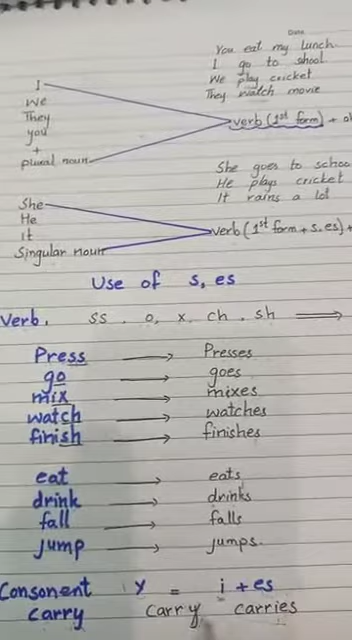 You eat my lunch.
I go to shool
We play cricket
They watch movie
I
We
They
you
+
plural noun
verb (1st form) + o
She goes to schoo
He plays cricket
It rains a lot
She
He
It
Singular noun
verb (1st form + s, es) +
Use of s, es
Verb. ss . o, x. ch. sh ⟹
Press → Presses
go → goes
mix → mixes
watch → watches
finish → finishes
eat → eats
drink → drinks
fall → falls
jump → jumps.
Consonent y = i + es
carry carry carries